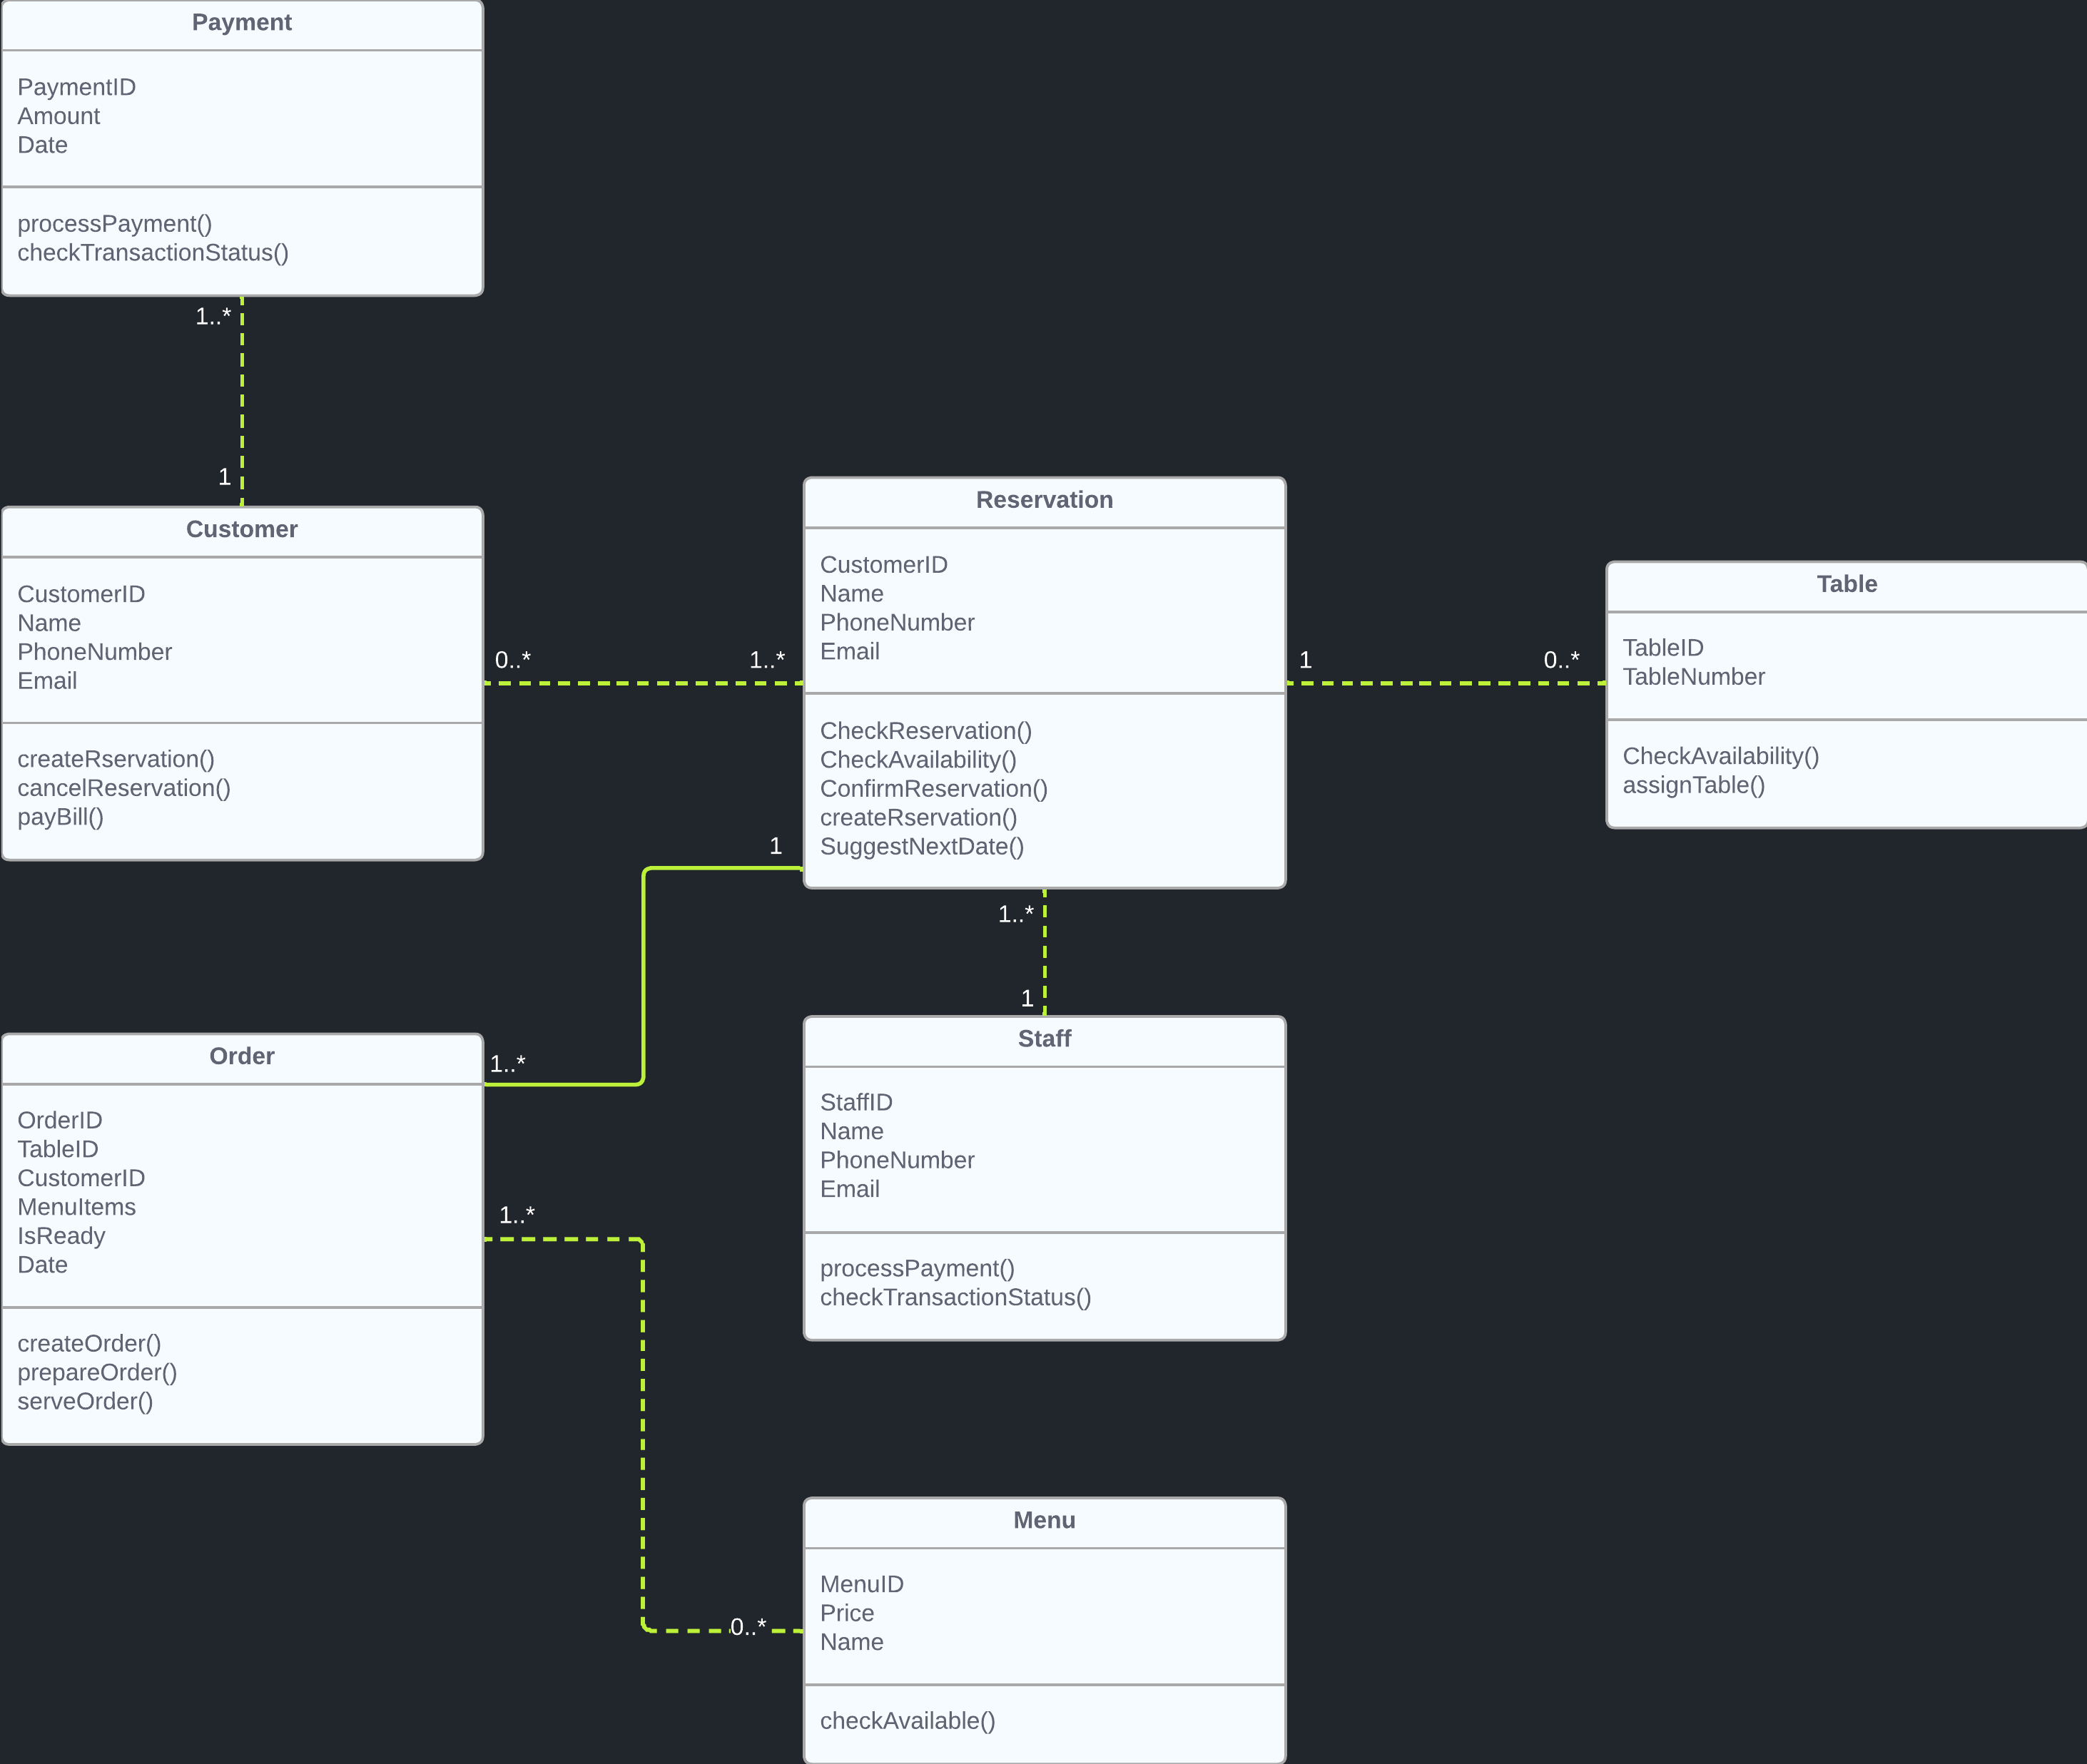 Payment
PaymentID
Amount
Date
processPayment()
checkTransactionStatus()
1..*
1
Customer
CustomerID
Name
PhoneNumber
Email
createRservation()
cancelReservation()
payBill()
0..*
1..*
Reservation
CustomerID
Name
PhoneNumber
Email
CheckReservation()
CheckAvailability()
ConfirmReservation()
createRservation()
SuggestNextDate()
1
0..*
Table
TableID
TableNumber
CheckAvailability()
assignTable()
1
1..*
1..*
1
Order
OrderID
TableID
CustomerID
MenuItems
IsReady
Date
createOrder()
prepareOrder()
serveOrder()
Staff
StaffID
Name
PhoneNumber
Email
processPayment()
checkTransactionStatus()
1..*
0..*
Menu
MenuID
Price
Name
checkAvailable()